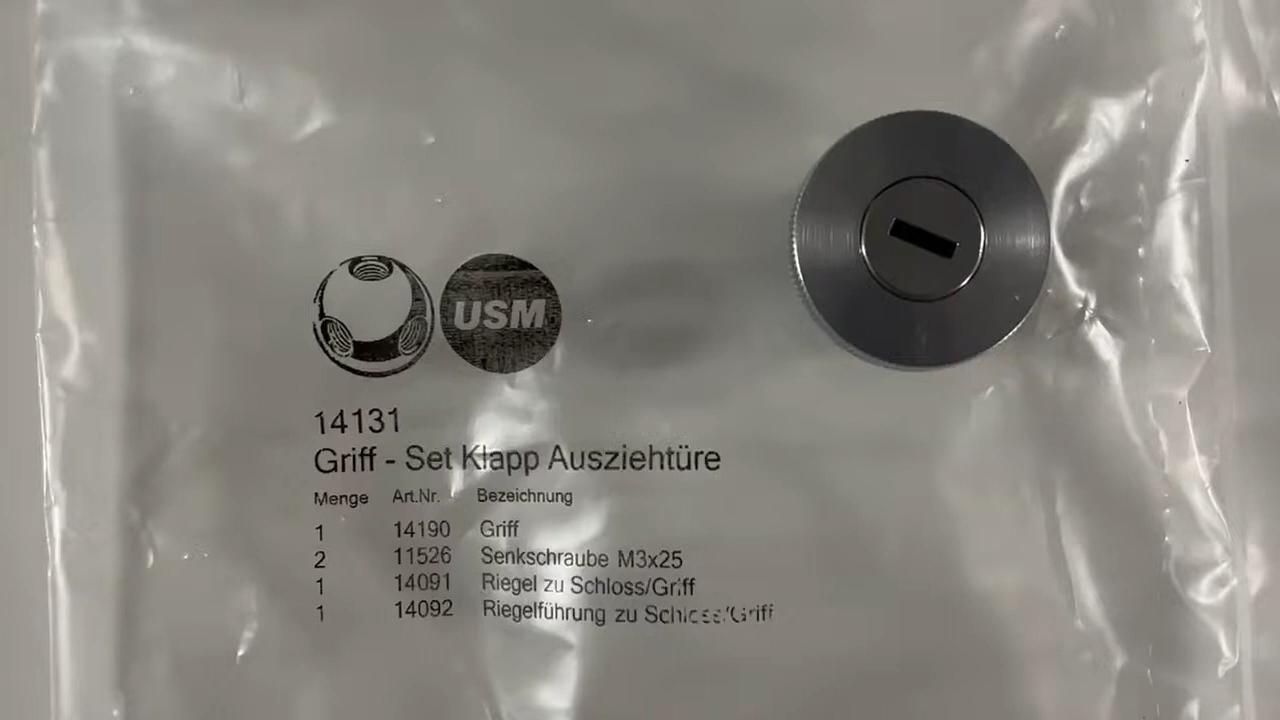 USM
14131
Griff - Set Klapp Ausziehtüre
Menge Art.Nr. Bezeichnung
1 14190 Griff
2 11526 Senkschraube M3x25
1 14091 Riegel zu Schloss/Griff
1 14092 Riegelführung zu Schloss/Griff